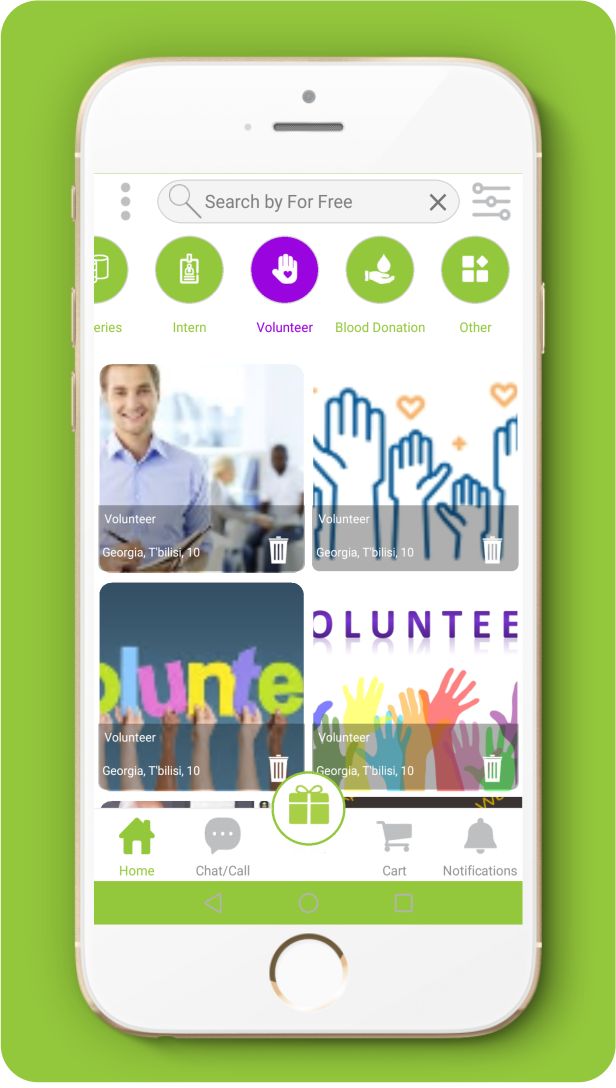 Search by For Free
eries
Intern
Volunteer
Blood Donation
Other
Volunteer
Georgia, T'bilisi, 10
Volunteer
Georgia, T'bilisi, 10
olunte
OLUNTEE
Volunteer
Georgia, T'bilisi, 10
Volunteer
Georgia, T'bilisi, 10
Home
Chat/Call
Cart
Notifications